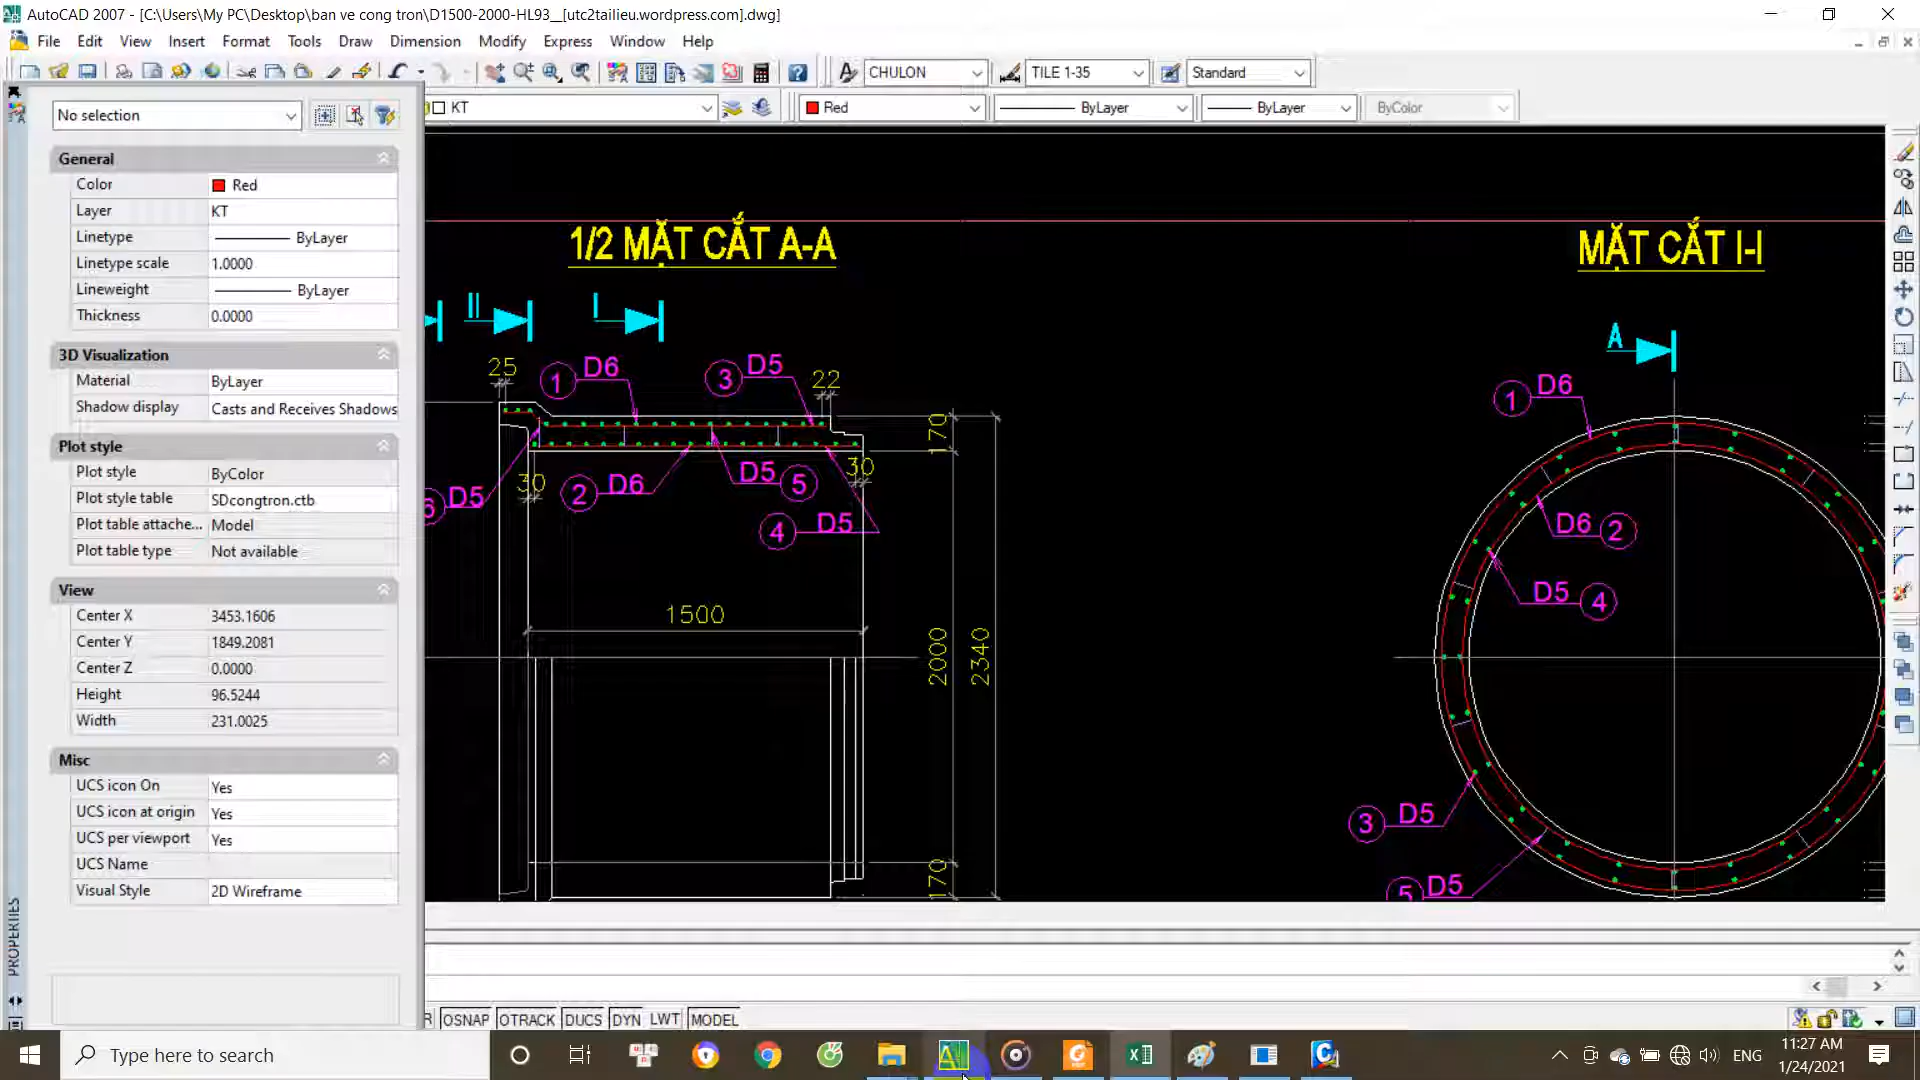 AutoCAD 2007 - [C:\Users\My PC\Desktop\ban ve cong tron\D1500-2000-HL93__[utc2tailieu.wordpress.com].dwg]
File Edit View Insert Format Tools Draw Dimension Modify Express Window Help
CHULON TILE 1-35 Standard
KT Red ByLayer ByLayer ByColor
No selection
General
Color Red
Layer KT
Linetype ByLayer
Linetype scale 1.0000
Lineweight ByLayer
Thickness 0.0000
3D Visualization
Material ByLayer
Shadow display Casts and Receives Shadows
Plot style
Plot style ByColor
Plot style table SDcongtron.ctb
Plot table attache... Model
Plot table type Not available
View
Center X 3453.1606
Center Y 1849.2081
Center Z 0.0000
Height 96.5244
Width 231.0025
Misc
UCS icon On Yes
UCS icon at origin Yes
UCS per viewport Yes
UCS Name
Visual Style 2D Wireframe
PROPERTIES
1/2 MẶT CẮT A-A
II I
25 1 D6 3 D5 22
170
6 D5 30 2 D6 D5 5 30
4 D5
1500
2000 2340
170
MẶT CẮT I-I
A
1 D6
D6 2
D5 4
3 D5
5 D5
R OSNAP OTRACK DUCS DYN LWT MODEL
Type here to search
ENG
11:27 AM
1/24/2021